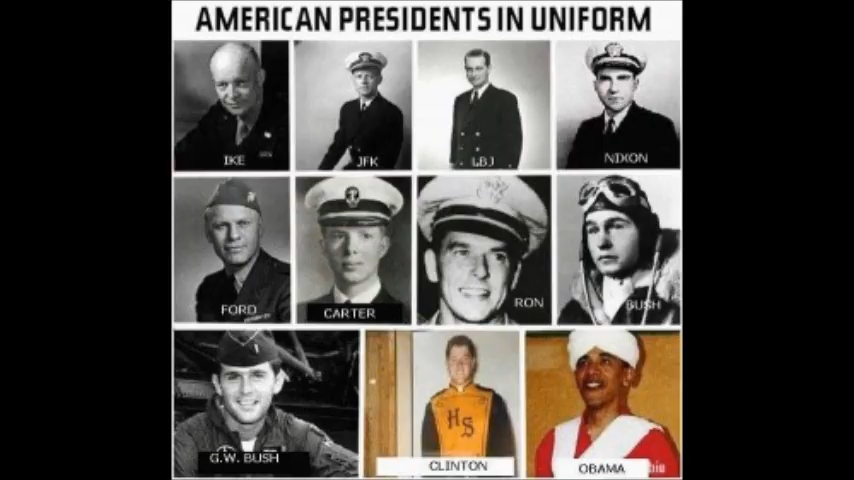 AMERICAN PRESIDENTS IN UNIFORM
IKE
JFK
LBJ
NIXON
FORD
CARTER
RON
BUSH
G.W. BUSH
HS
CLINTON
OBAMA